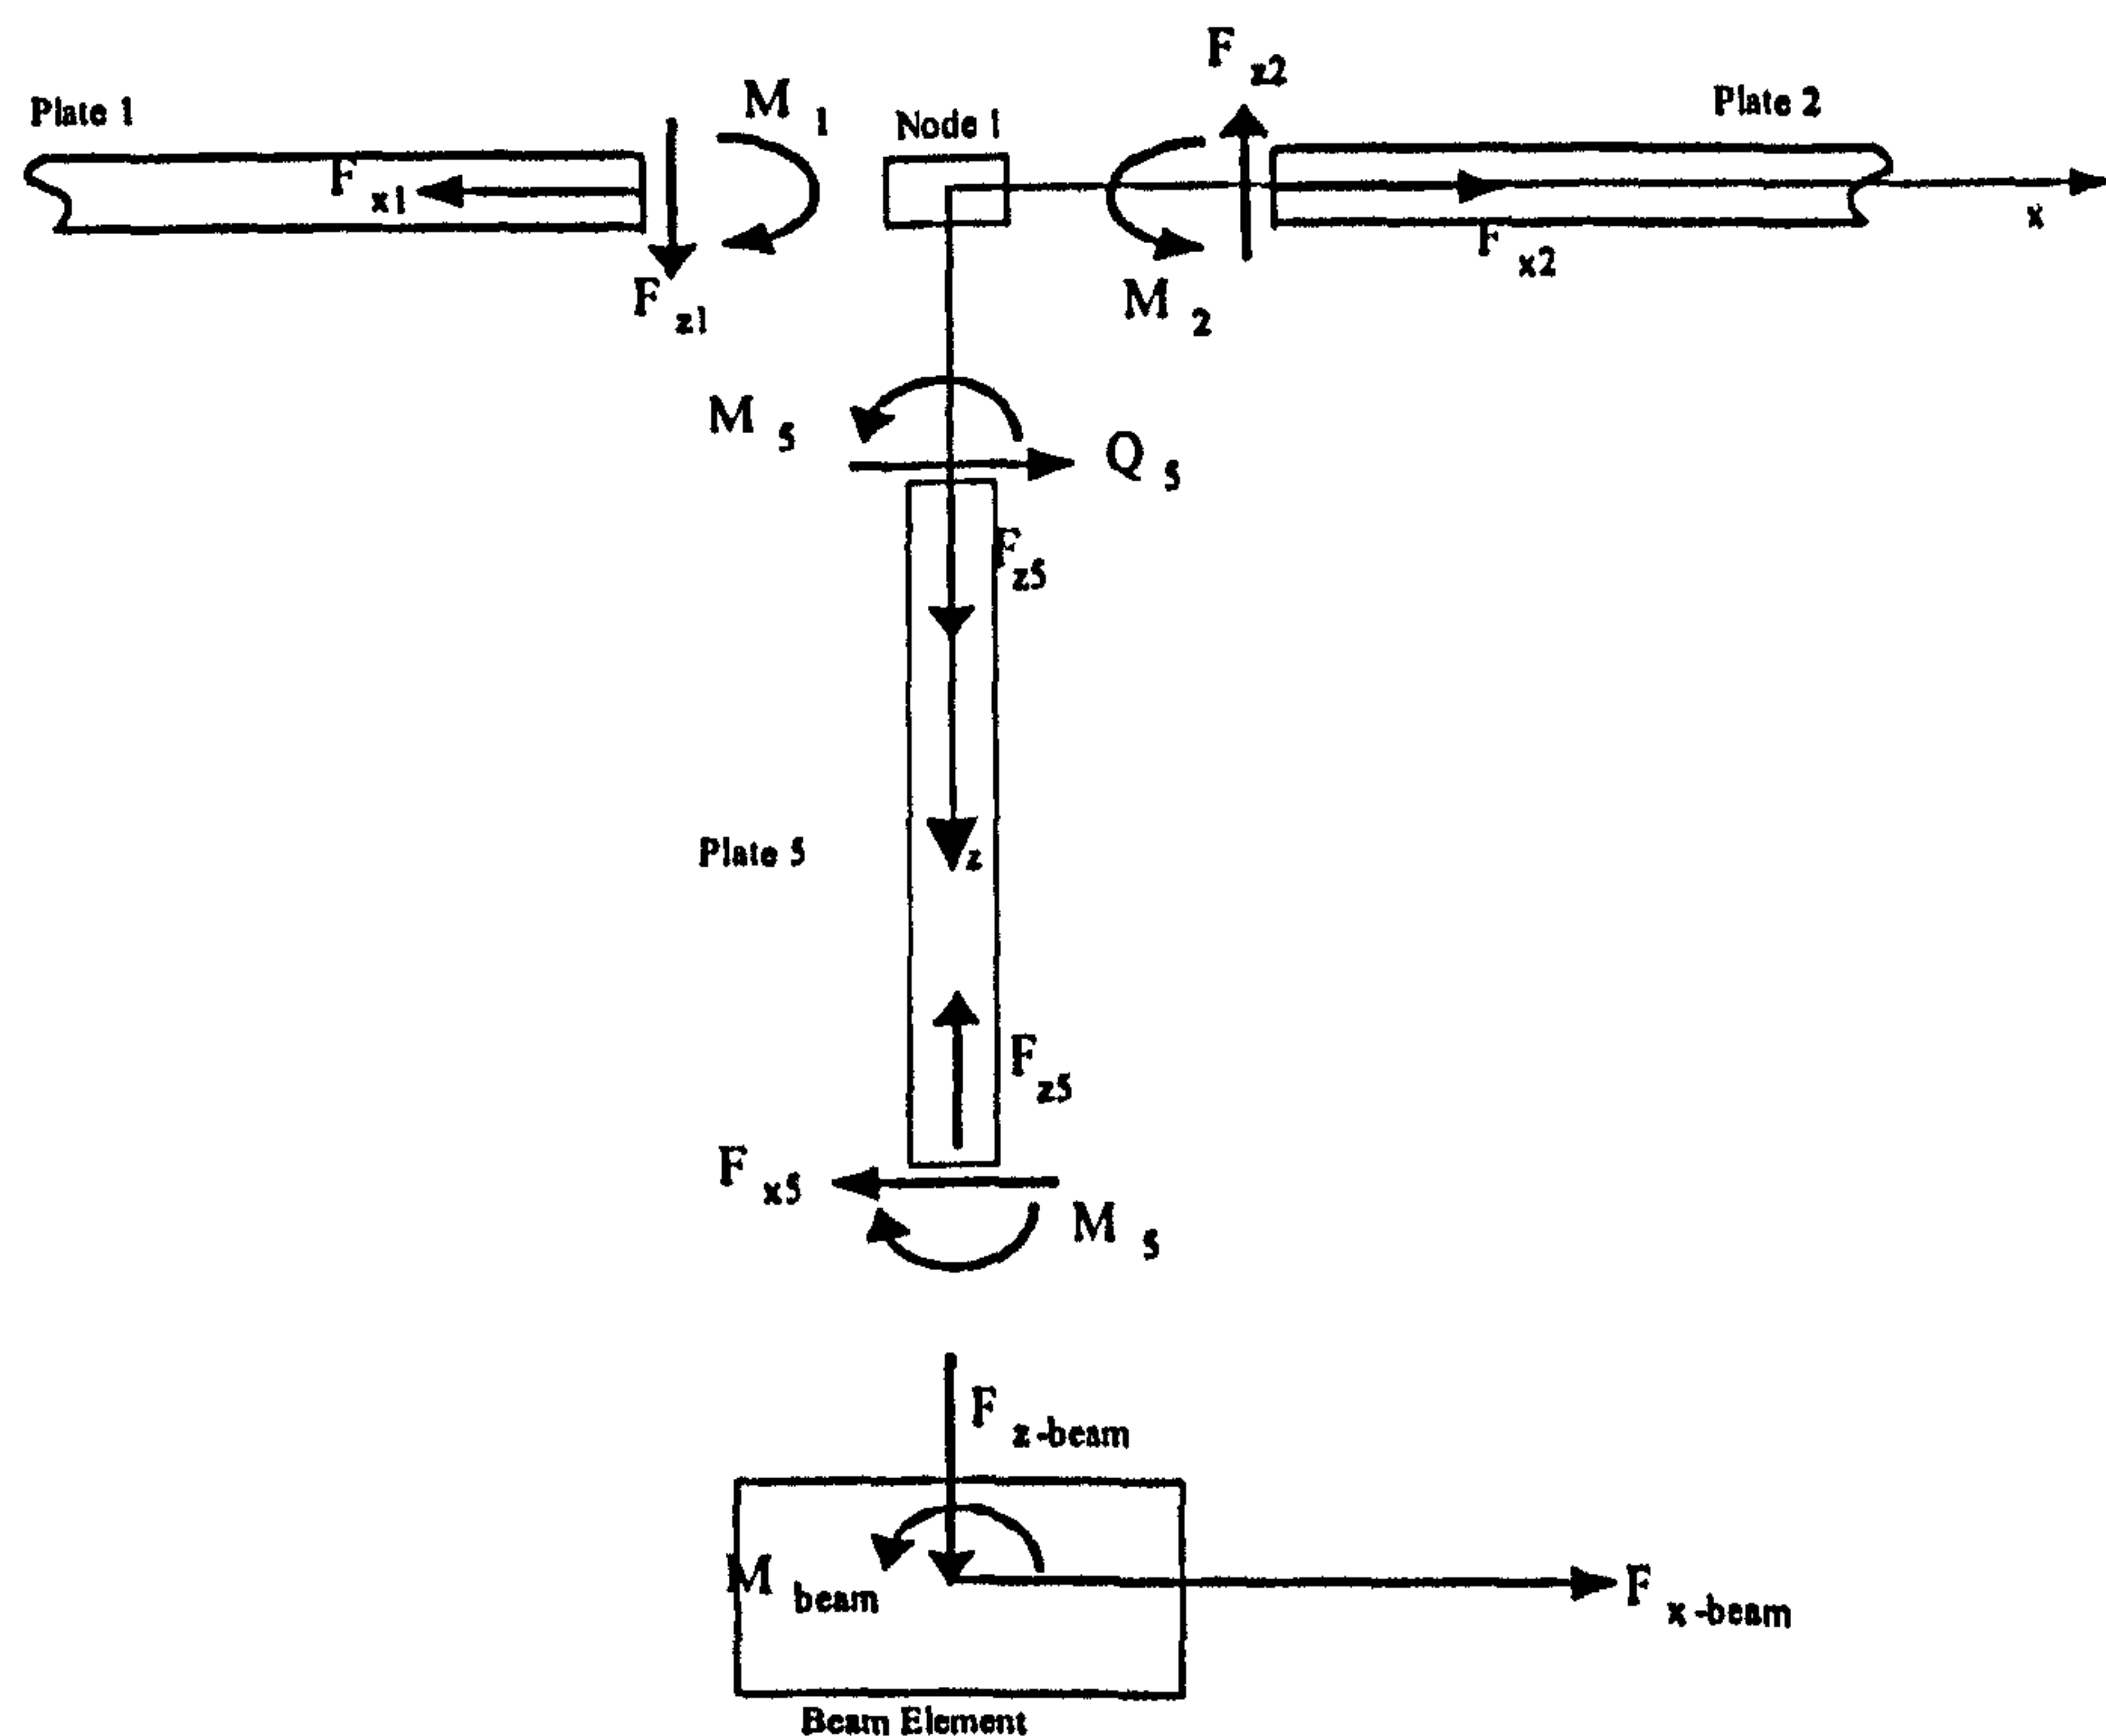 F z2
Plate 1
M 1
Node 1
Plate 2
F x1
x
F x2
F z1
M 2
M 5
Q 5
F z5
z
Plate 5
F z5
F x5
M 5
F z-beam
M beam
F x-beam
Beam Element